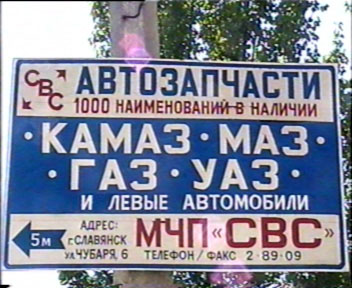 СВС АВТОЗАПЧАСТИ
1000 НАИМЕНОВАНИЙ В НАЛИЧИИ
· КАМАЗ · МАЗ ·
· ГАЗ · УАЗ ·
И ЛЕВЫЕ АВТОМОБИЛИ
5м
АДРЕС:
г. СЛАВЯНСК
ул. ЧУБАРЯ, 6
МЧП «СВС»
ТЕЛЕФОН / ФАКС 2-89-09